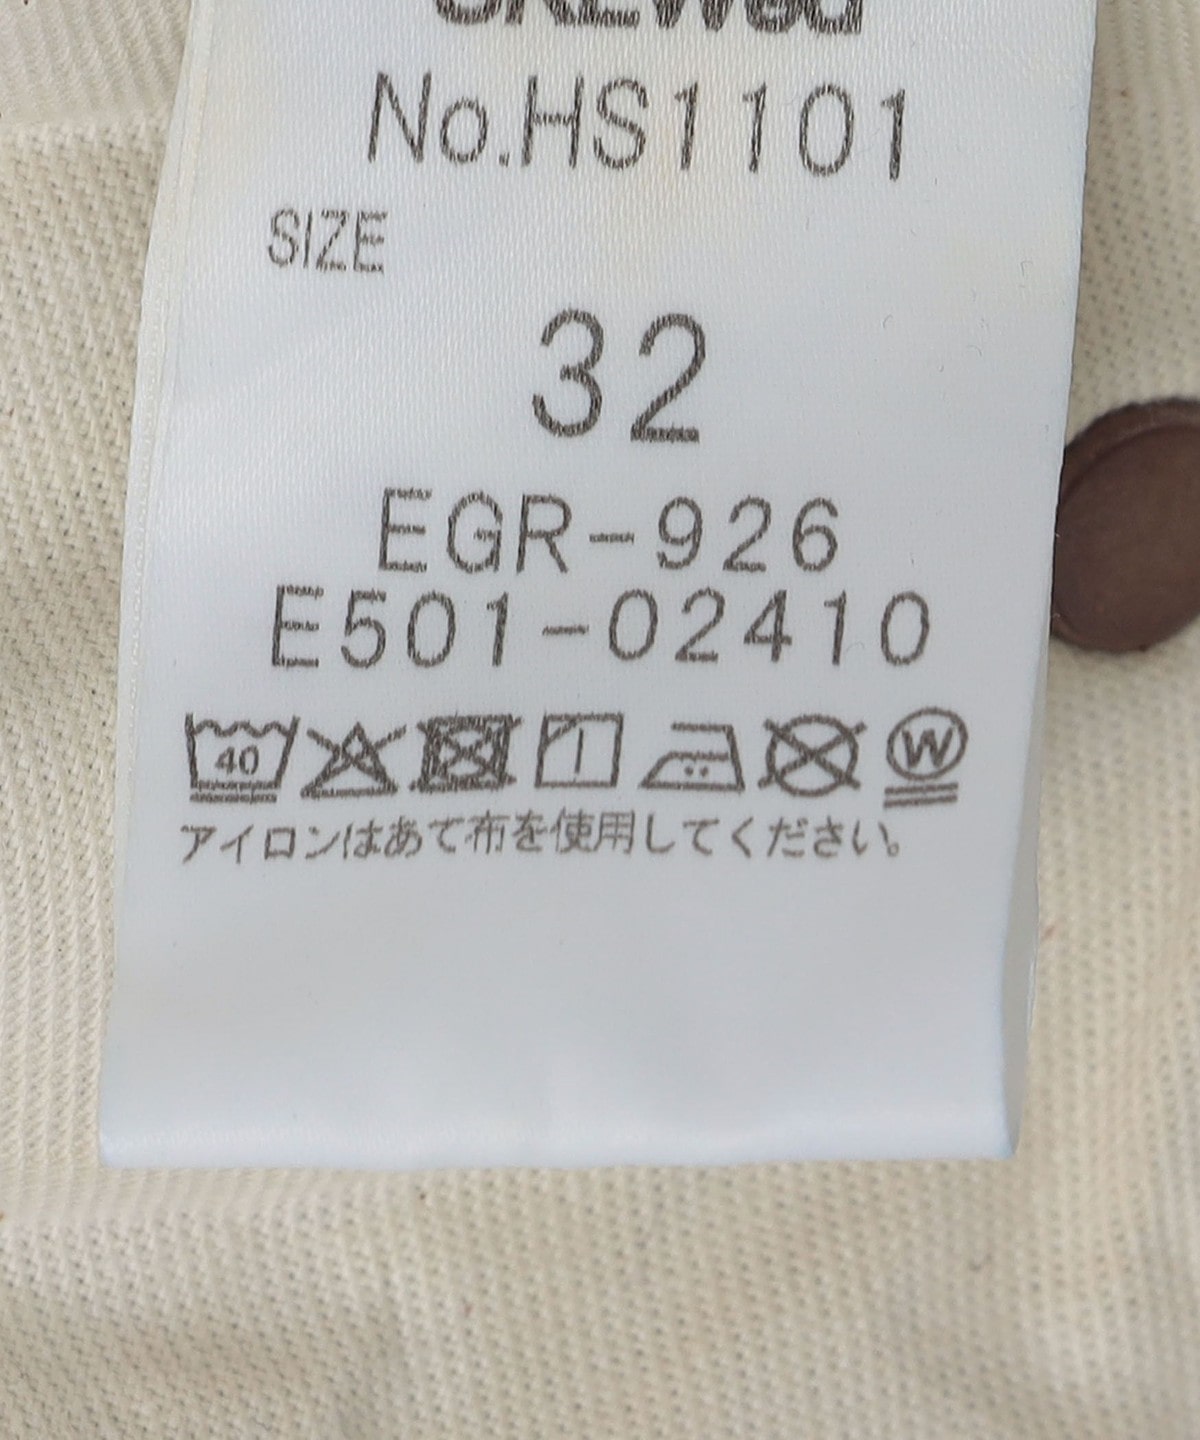 No.HS1101
SIZE
32
EGR-926
E501-02410
40 W
アイロンはあて布を使用してください。